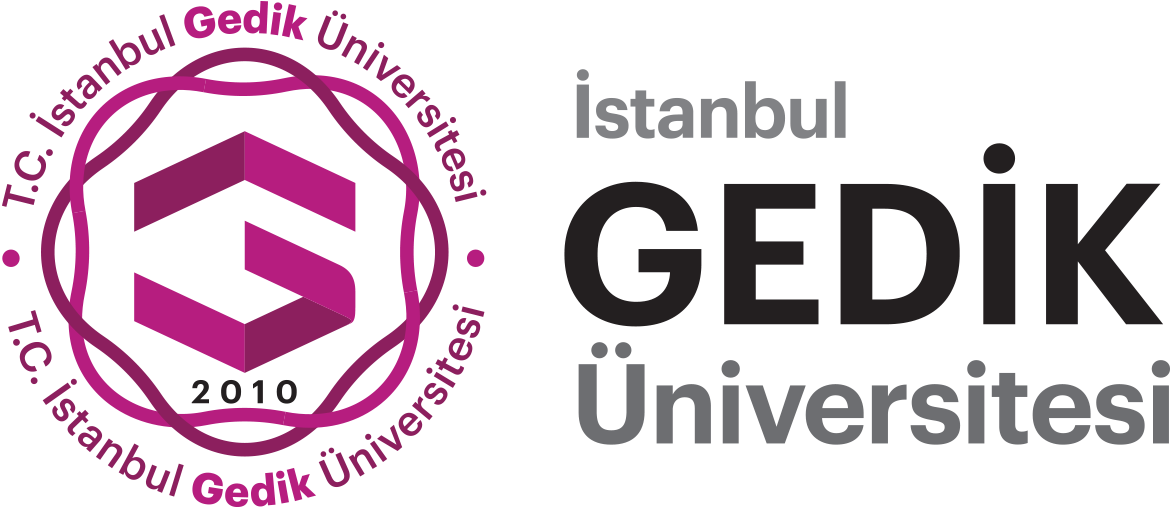 T.C. İstanbul Gedik Üniversitesi
2010
T.C. İstanbul Gedik Üniversitesi
İstanbul
GEDİK
Üniversitesi